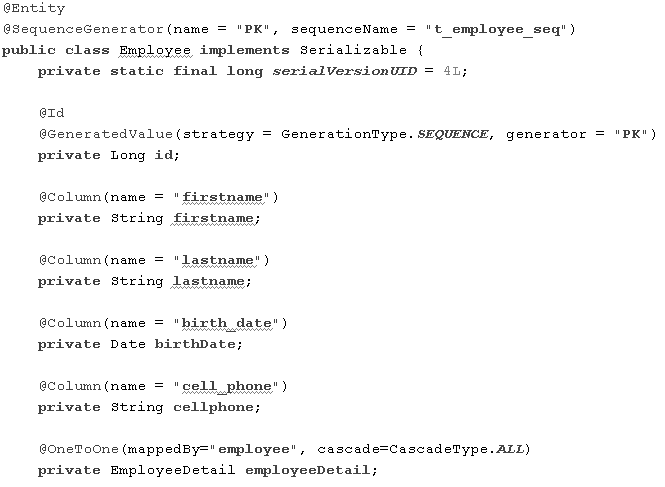 @Entity
@SequenceGenerator(name = "PK", sequenceName = "t_employee_seq")
public class Employee implements Serializable {
private static final long serialVersionUID = 4L;
@Id
@GeneratedValue(strategy = GenerationType.SEQUENCE, generator = "PK")
private Long id;
@Column(name = "firstname")
private String firstname;
@Column(name = "lastname")
private String lastname;
@Column(name = "birth_date")
private Date birthDate;
@Column(name = "cell_phone")
private String cellphone;
@OneToOne(mappedBy="employee", cascade=CascadeType.ALL)
private EmployeeDetail employeeDetail;